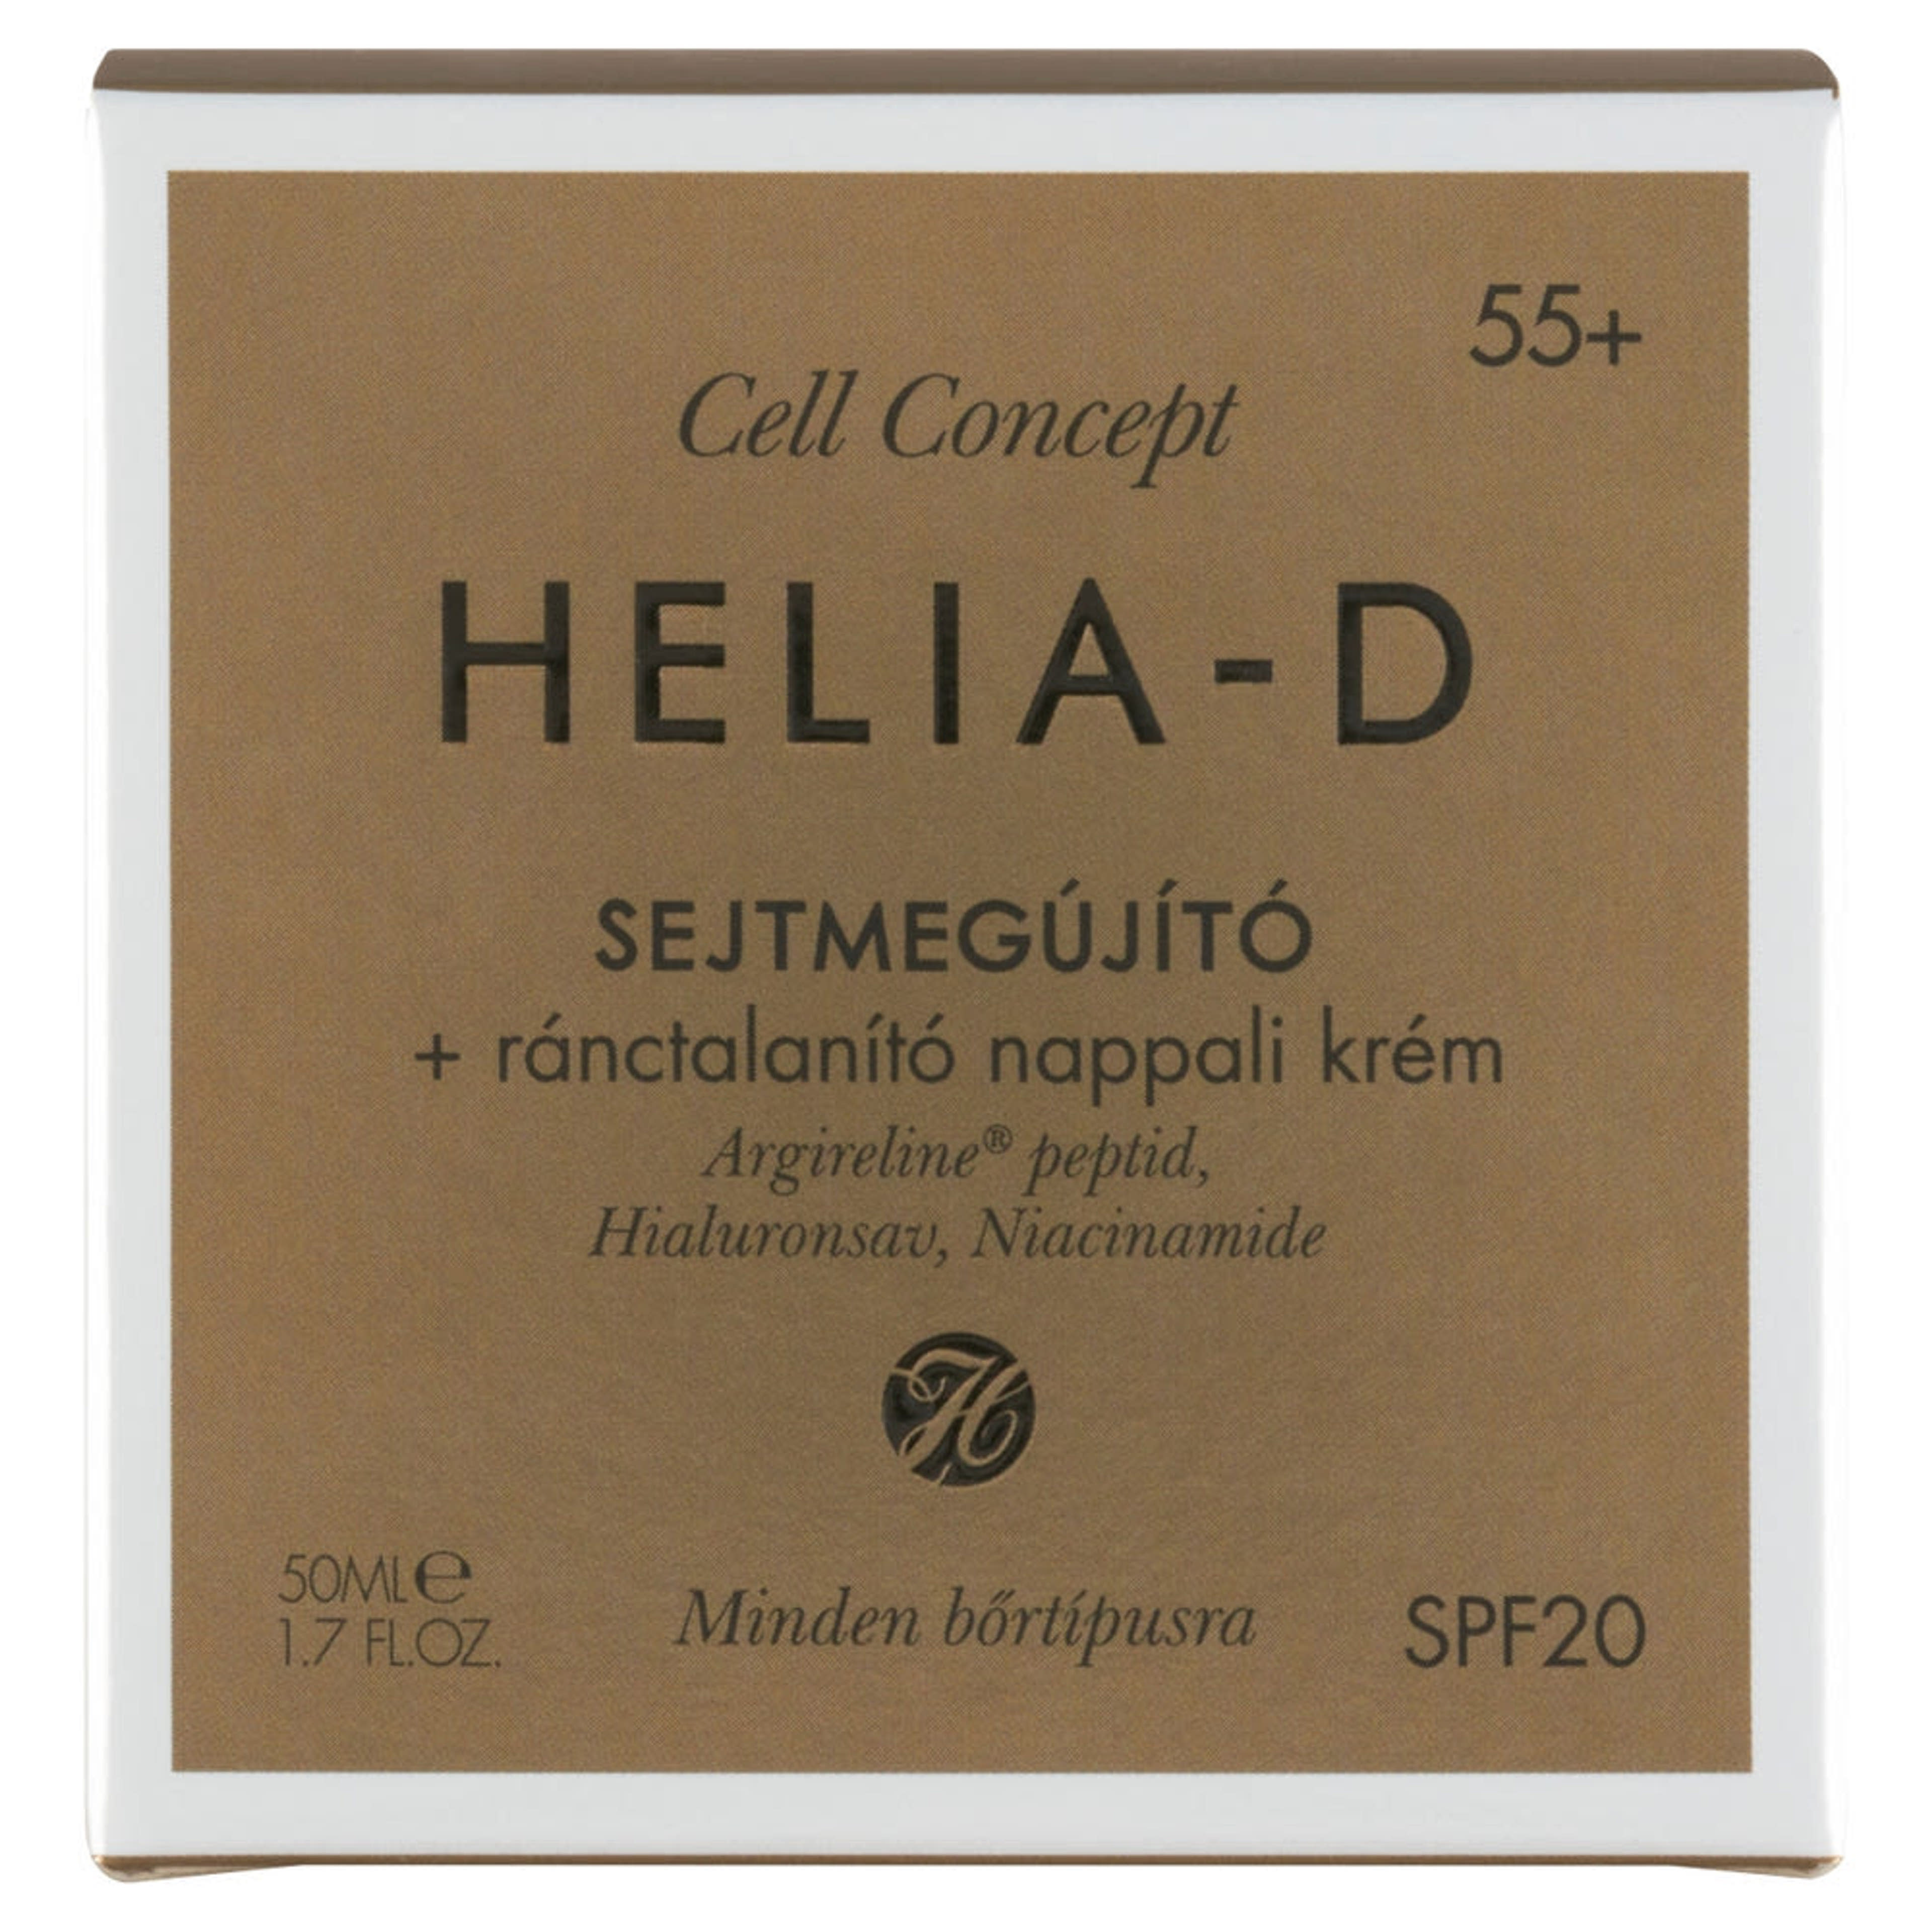 55+
Cell Concept
HELIA-D
SEJTMEGÚJÍTÓ
+ ránctalanító nappali krém
Argireline® peptid,
Hialuronsav, Niacinamide
H
50ML℮
1.7 FL.OZ.
Minden bőrtípusra
SPF20